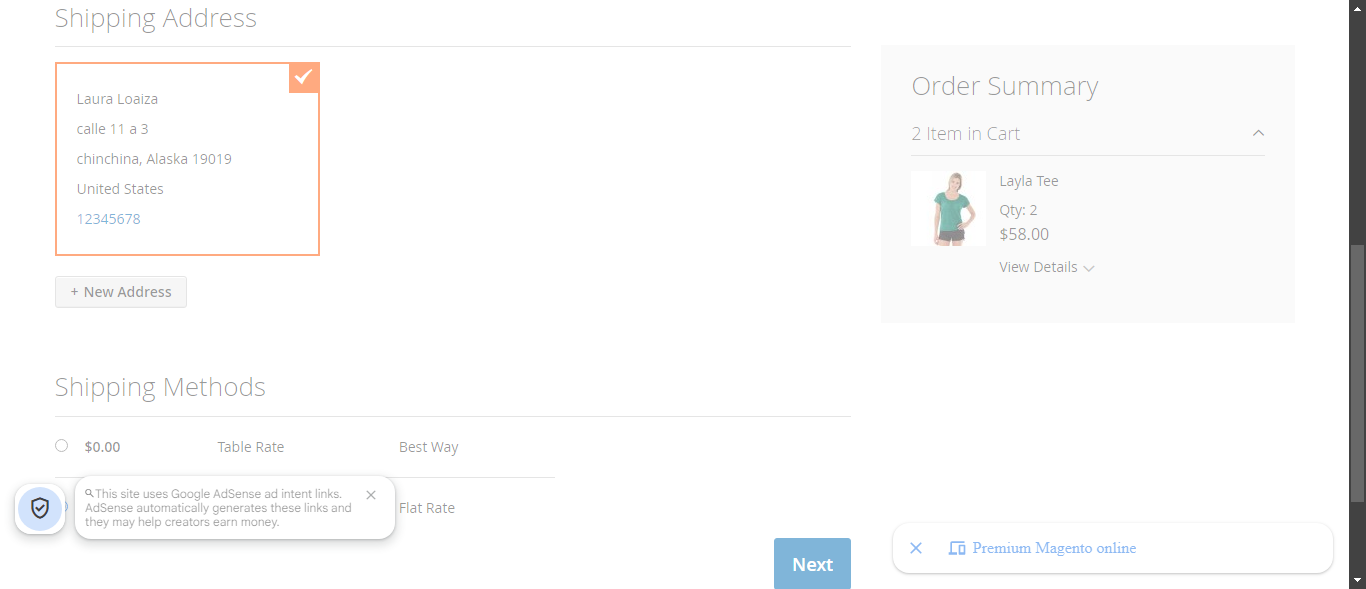 Shipping Address
Laura Loaiza
calle 11 a 3
chinchina, Alaska 19019
United States
12345678
+ New Address
Order Summary
2 Item in Cart
Layla Tee
Qty: 2
$58.00
View Details
Shipping Methods
$0.00 Table Rate Best Way
Flat Rate
This site uses Google AdSense ad intent links.
AdSense automatically generates these links and
they may help creators earn money.
Next
Premium Magento online